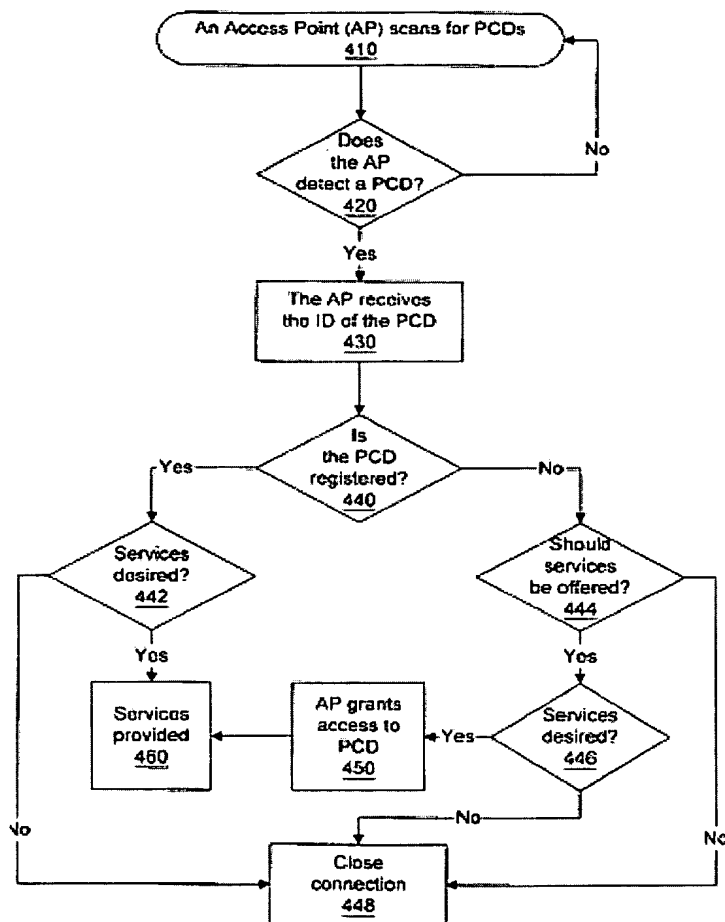 An Access Point (AP) scans for PCDs
410
Does
the AP
detect a PCD?
420
No
Yes
The AP receives
the ID of the PCD
430
Is
the PCD
registered?
440
Yes
No
Services
desired?
442
Should
services
be offered?
444
Yes
Yes
Services
provided
460
AP grants
access to
PCD
450
Yes
Services
desired?
446
No
No
No
Close
connection
448